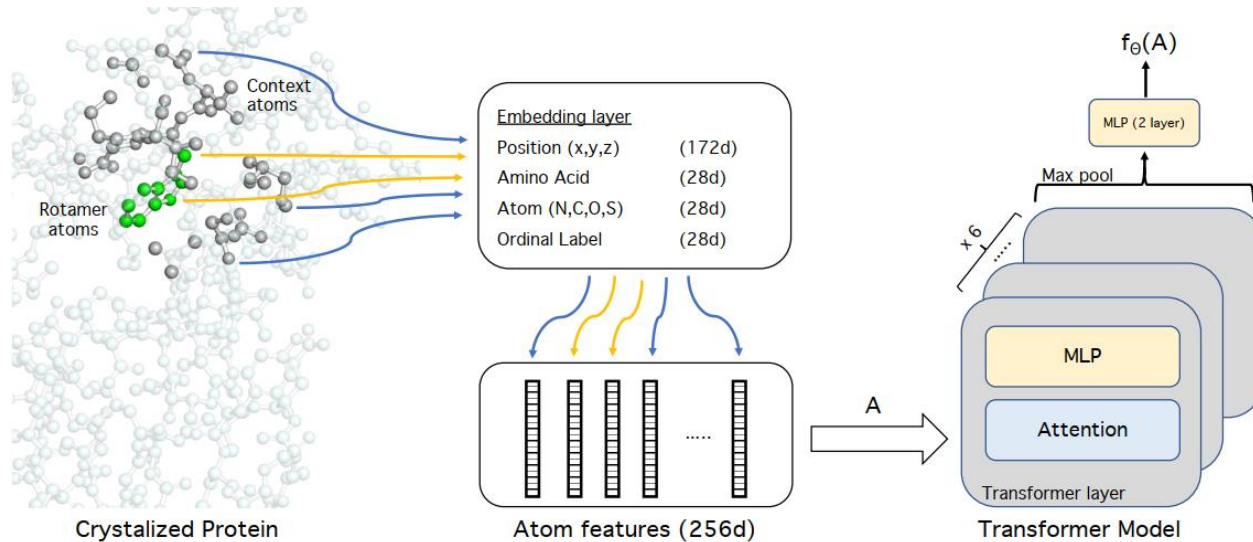 Context
atoms
Rotamer
atoms
Crystalized Protein
Embedding layer
Position (x,y,z) (172d)
Amino Acid (28d)
Atom (N,C,O,S) (28d)
Ordinal Label (28d)
.....
Atom features (256d)
A
fΘ(A)
MLP (2 layer)
Max pool
x 6
.....
MLP
Attention
Transformer layer
Transformer Model